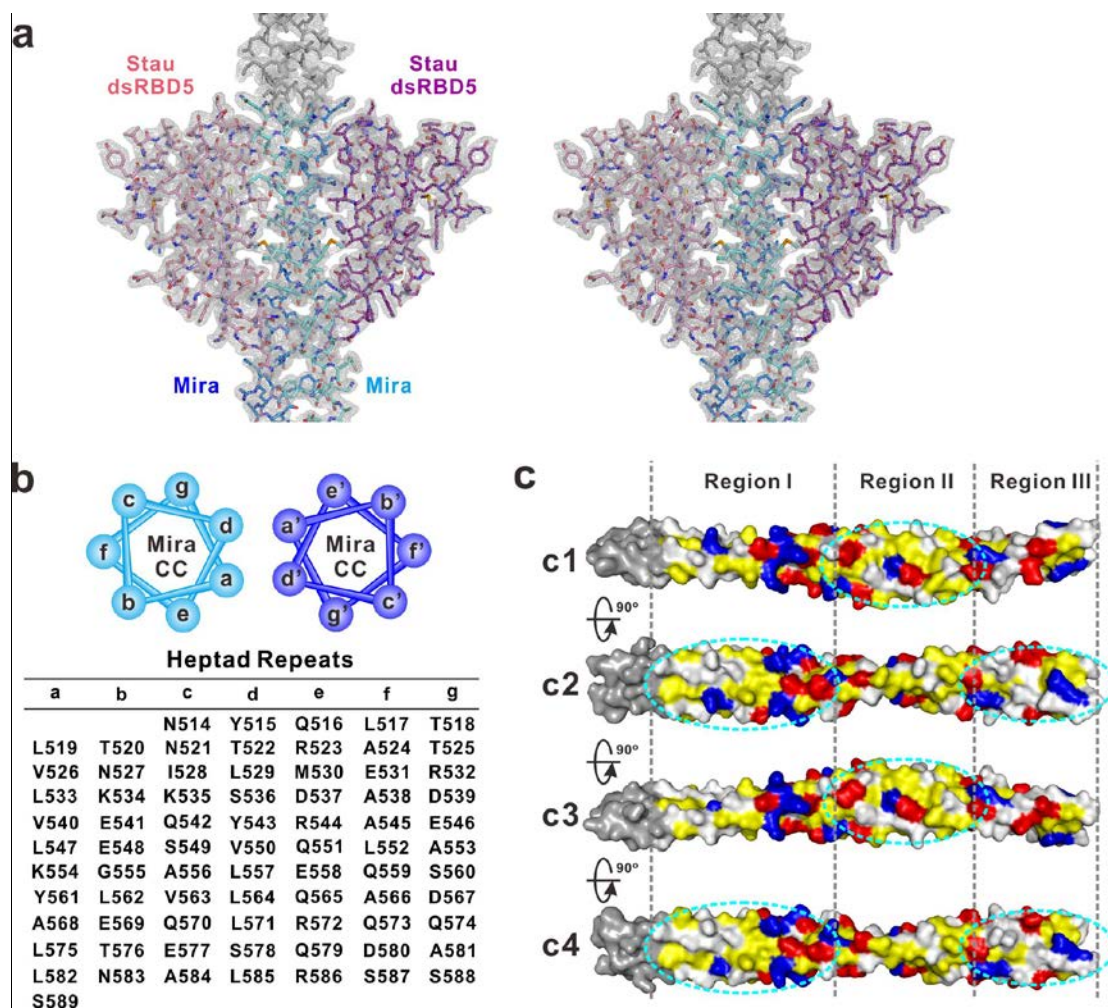 a
Stau dsRBD5
Stau dsRBD5
Mira
Mira
b
c g d a e b f
Mira CC
e' b' f' c' g' d' a'
Mira CC
Heptad Repeats
a b c d e f g
N514 Y515 Q516 L517 T518
L519 T520 N521 T522 R523 A524 T525
V526 N527 I528 L529 M530 E531 R532
L533 K534 K535 S536 D537 A538 D539
V540 E541 Q542 Y543 R544 A545 E546
L547 E548 S549 V550 Q551 L552 A553
K554 G555 A556 L557 E558 Q559 S560
Y561 L562 V563 L564 Q565 A566 D567
A568 E569 Q570 L571 R572 Q573 Q574
L575 T576 E577 S578 Q579 D580 A581
L582 N583 A584 L585 R586 S587 S588
S589
c
Region I Region II Region III
c1
90°
c2
90°
c3
90°
c4